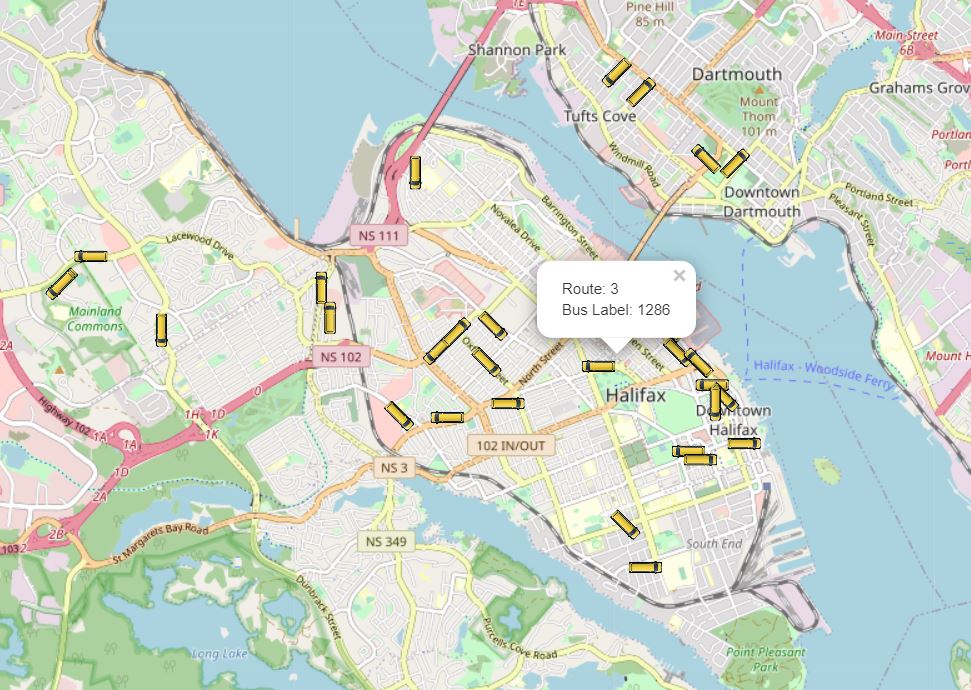 Pine Hill
85 m
Main Street
6B
Shannon Park
Dartmouth
Grahams Grov
Mount
Thom
101 m
Tufts Cove
Windmill Road
Portland
Downtown
Dartmouth
Portland Street
Pleasant Street
Barrington Street
Novalea Drive
NS 111
Lacewood Drive
Route: 3
Bus Label: 1286
×
Mainland
Commons
2A
NS 102
North Street
Halifax - Woodside Ferry
Mount H
Halifax
Downtown
Halifax
Highway 102
0
1H
1D
1K
1A
1A
1D
2A
2B
102 IN/OUT
NS 3
St Margarets Bay Road
1032
NS 349
South End
Dunbrack Street
Purcells Cove Road
Long Lake
Point Pleasant
Park